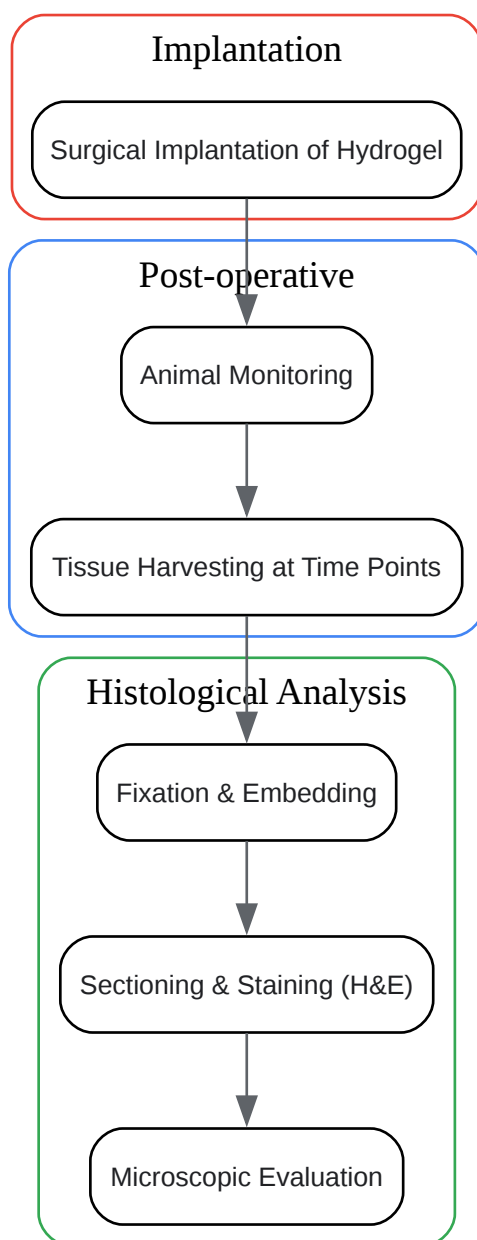 Implantation
Surgical Implantation of Hydrogel
Post-operative
Animal Monitoring
Tissue Harvesting at Time Points
Histological Analysis
Fixation & Embedding
Sectioning & Staining (H&E)
Microscopic Evaluation